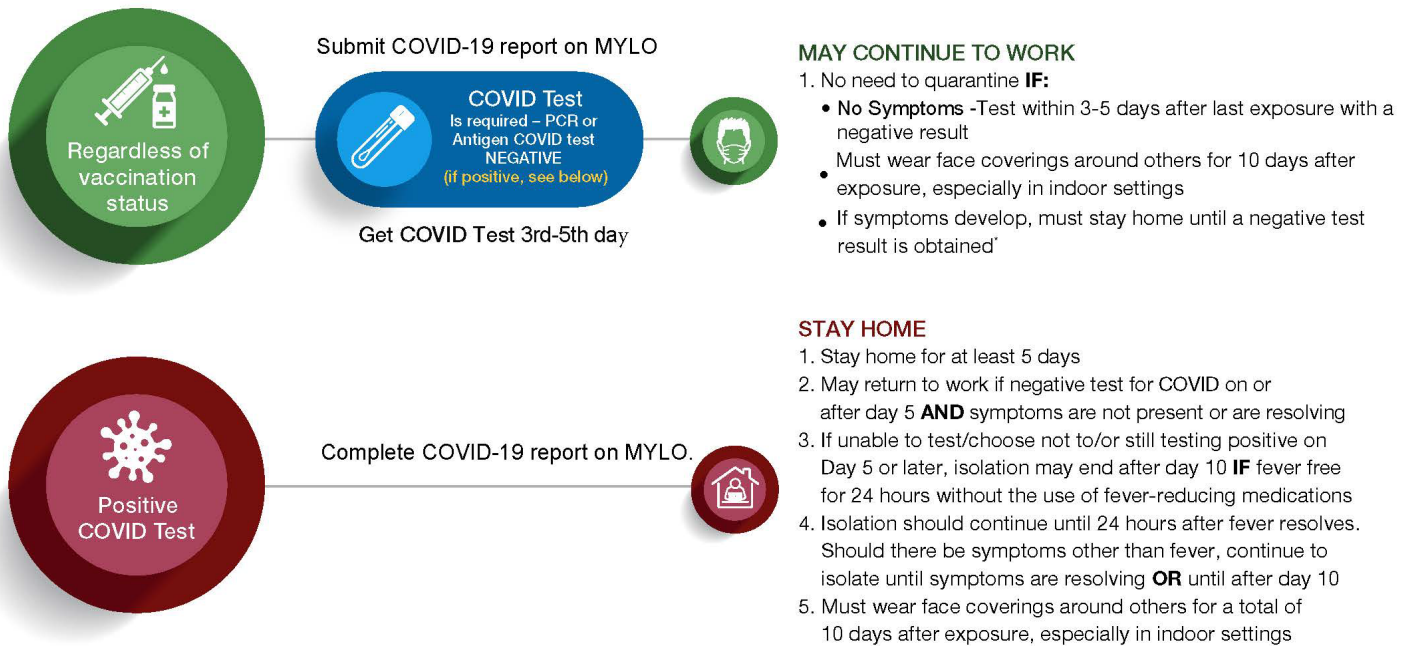 Regardless of
vaccination
status
Submit COVID-19 report on MYLO
COVID Test
Is required – PCR or
Antigen COVID test
NEGATIVE
(if positive, see below)
Get COVID Test 3rd-5th day
MAY CONTINUE TO WORK
1. No need to quarantine IF:
• No Symptoms -Test within 3-5 days after last exposure with a
negative result
• Must wear face coverings around others for 10 days after
exposure, especially in indoor settings
• If symptoms develop, must stay home until a negative test
result is obtained*
Positive
COVID Test
Complete COVID-19 report on MYLO.
STAY HOME
1. Stay home for at least 5 days
2. May return to work if negative test for COVID on or
after day 5 AND symptoms are not present or are resolving
3. If unable to test/choose not to/or still testing positive on
Day 5 or later, isolation may end after day 10 IF fever free
for 24 hours without the use of fever-reducing medications
4. Isolation should continue until 24 hours after fever resolves.
Should there be symptoms other than fever, continue to
isolate until symptoms are resolving OR until after day 10
5. Must wear face coverings around others for a total of
10 days after exposure, especially in indoor settings